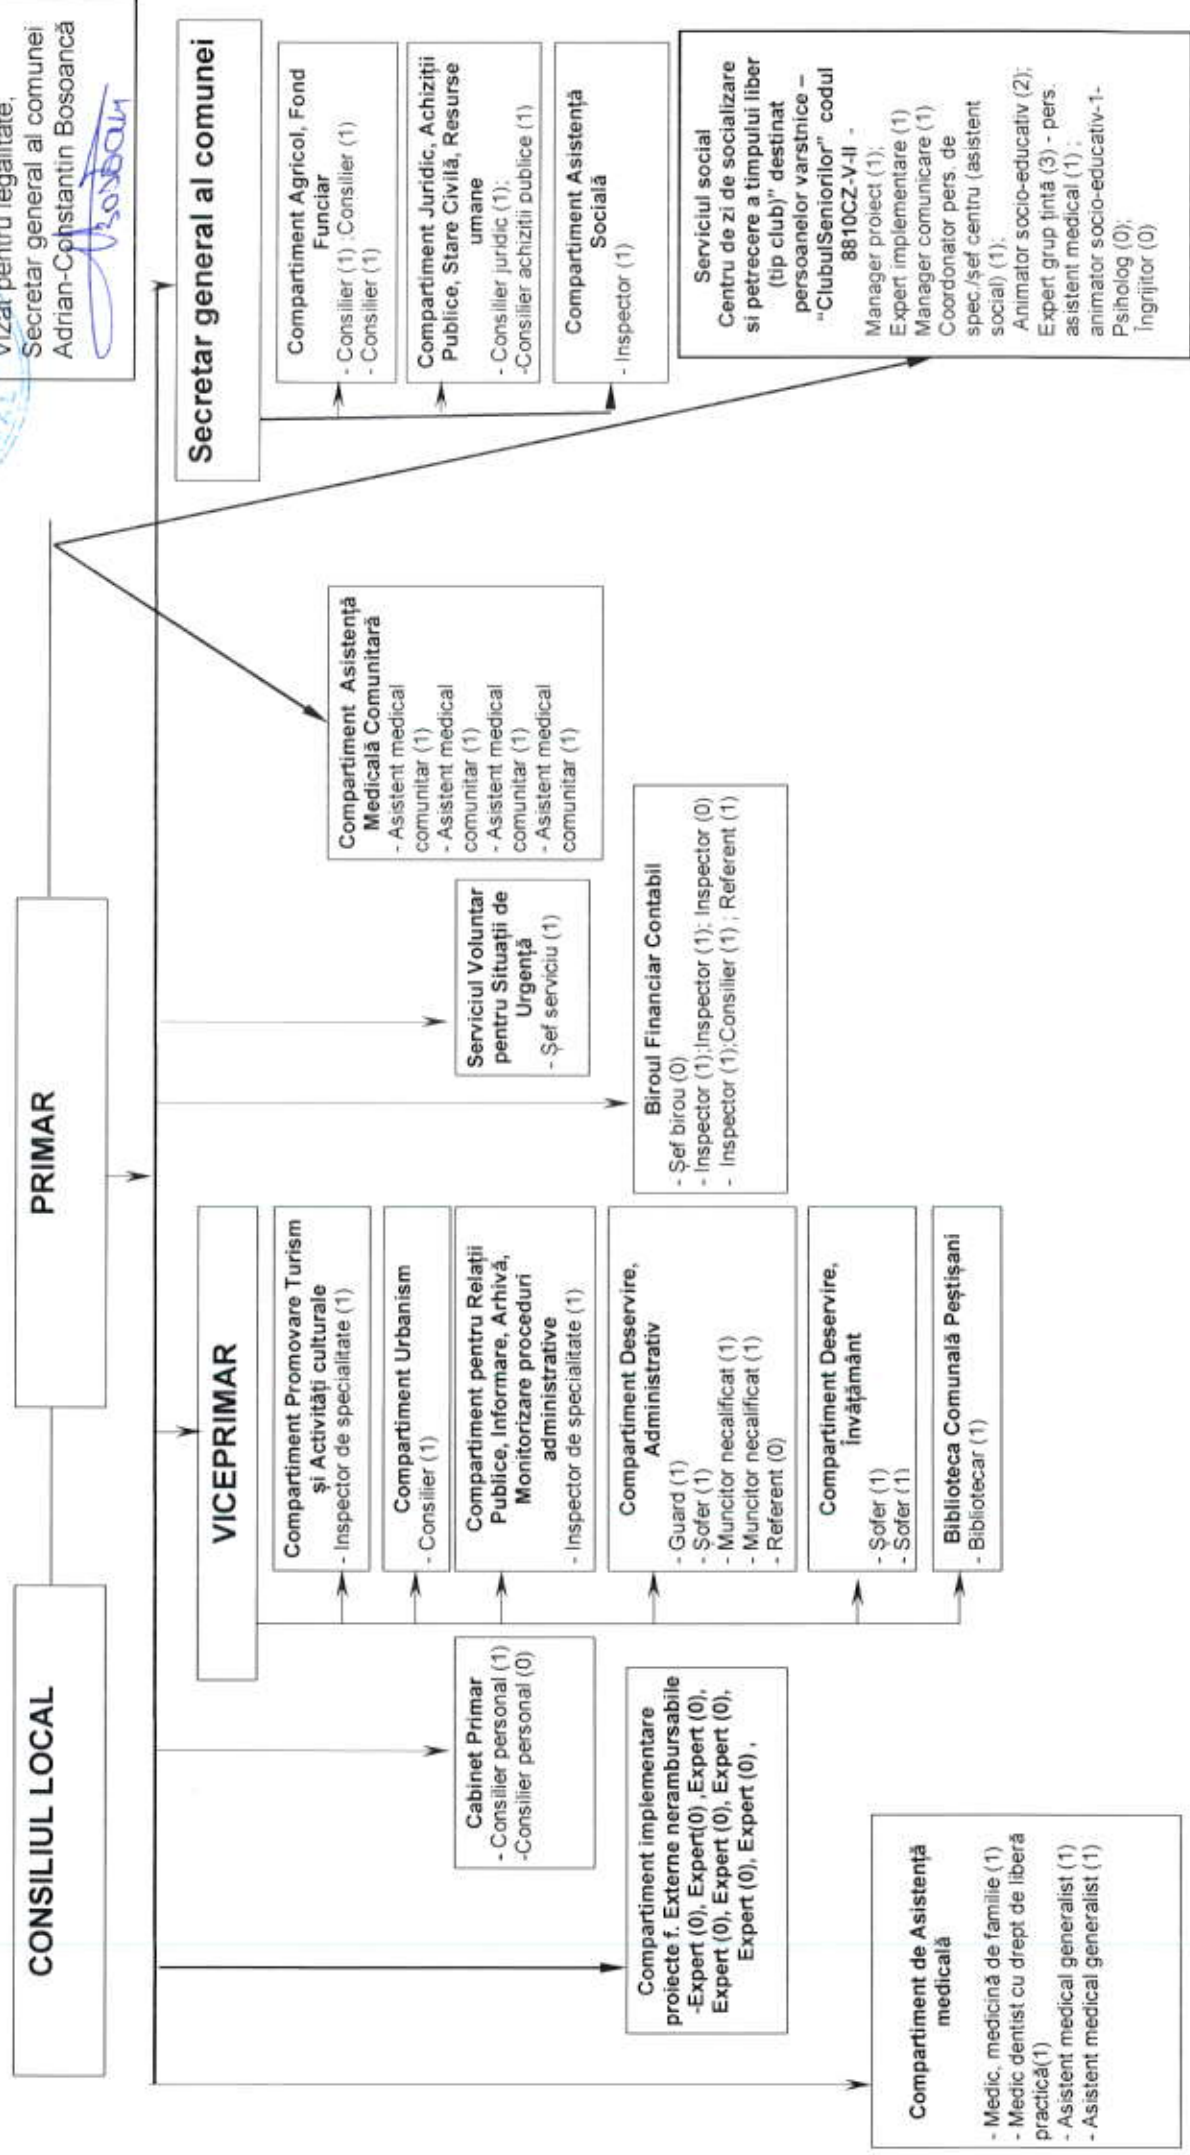 Vizat pentru legalitate,
Secretar general al comunei
Adrian-Constantin Bosoancă
CONSILIUL LOCAL
PRIMAR
VICEPRIMAR
Secretar general al comunei
Compartiment Promovare Turism
și Activități culturale
- Inspector de specialitate (1)
Compartiment Urbanism
- Consilier (1)
Compartiment pentru Relații
Publice, Informare, Arhivă,
Monitorizare proceduri
administrative
- Inspector de specialitate (1)
Compartiment Deservire,
Administrativ
- Guard (1)
- Șofer (1)
- Muncitor necalificat (1)
- Muncitor necalificat (1)
- Referent (0)
Compartiment Deservire,
Învățământ
- Șofer (1)
- Sofer (1)
Biblioteca Comunală Peștișani
- Bibliotecar (1)
Cabinet Primar
- Consilier personal (1)
-Consilier personal (0)
Compartiment implementare
proiecte f. Externe nerambursabile
-Expert (0), Expert(0) ,Expert (0),
Expert (0), Expert (0), Expert (0),
Expert (0), Expert (0) ,
Compartiment de Asistență
medicală
- Medic, medicină de familie (1)
- Medic dentist cu drept de liberă
practică(1)
- Asistent medical generalist (1)
- Asistent medical generalist (1)
Serviciul Voluntar
pentru Situații de
Urgență
- Șef serviciu (1)
Biroul Financiar Contabil
- Șef birou (0)
- Inspector (1);Inspector (1); Inspector (0)
- Inspector (1);Consilier (1) ; Referent (1)
Compartiment Asistență
Medicală Comunitară
- Asistent medical
comunitar (1)
- Asistent medical
comunitar (1)
- Asistent medical
comunitar (1)
- Asistent medical
comunitar (1)
Compartiment Agricol, Fond
Funciar
- Consilier (1) ;Consilier (1)
- Consilier (1)
Compartiment Juridic, Achiziții
Publice, Stare Civilă, Resurse
umane
- Consilier juridic (1);
-Consilier achizitii publice (1)
Compartiment Asistență
Socială
- Inspector (1)
Serviciul social
Centru de zi de socializare
si petrecere a timpului liber
(tip club)" destinat
persoanelor varstnice –
"ClubulSeniorilor" codul
8810CZ-V-II -
Manager proiect (1);
Expert implementare (1)
Manager comunicare (1)
Coordonator pers. de
spec./șef centru (asistent
social) (1);
Animator socio-educativ (2);
Expert grup țintă (3) - pers.
asistent medical (1) ;
animator socio-educativ-1-
Psiholog (0);
Îngrijitor (0)